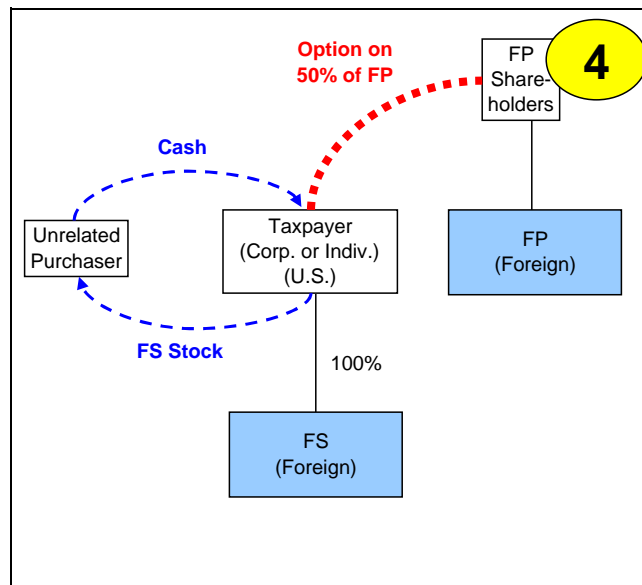 Option on
50% of FP
FP
Share-
holders
4
Cash
Unrelated
Purchaser
Taxpayer
(Corp. or Indiv.)
(U.S.)
FP
(Foreign)
FS Stock
100%
FS
(Foreign)